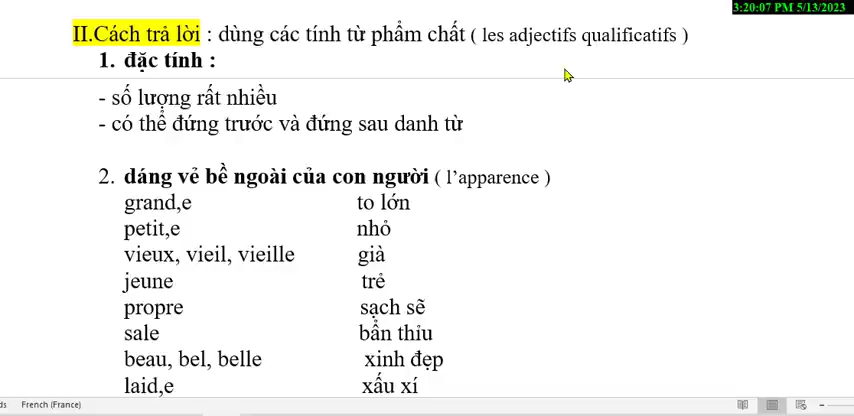 3:20:07 PM 5/13/2023
II.Cách trả lời : dùng các tính từ phẩm chất ( les adjectifs qualificatifs )
1. đặc tính :
- số lượng rất nhiều
- có thể đứng trước và đứng sau danh từ
2. dáng vẻ bề ngoài của con người ( l’apparence )
grand,e to lớn
petit,e nhỏ
vieux, vieil, vieille già
jeune trẻ
propre sạch sẽ
sale bẩn thỉu
beau, bel, belle xinh đẹp
laid,e xấu xí
ds French (France)